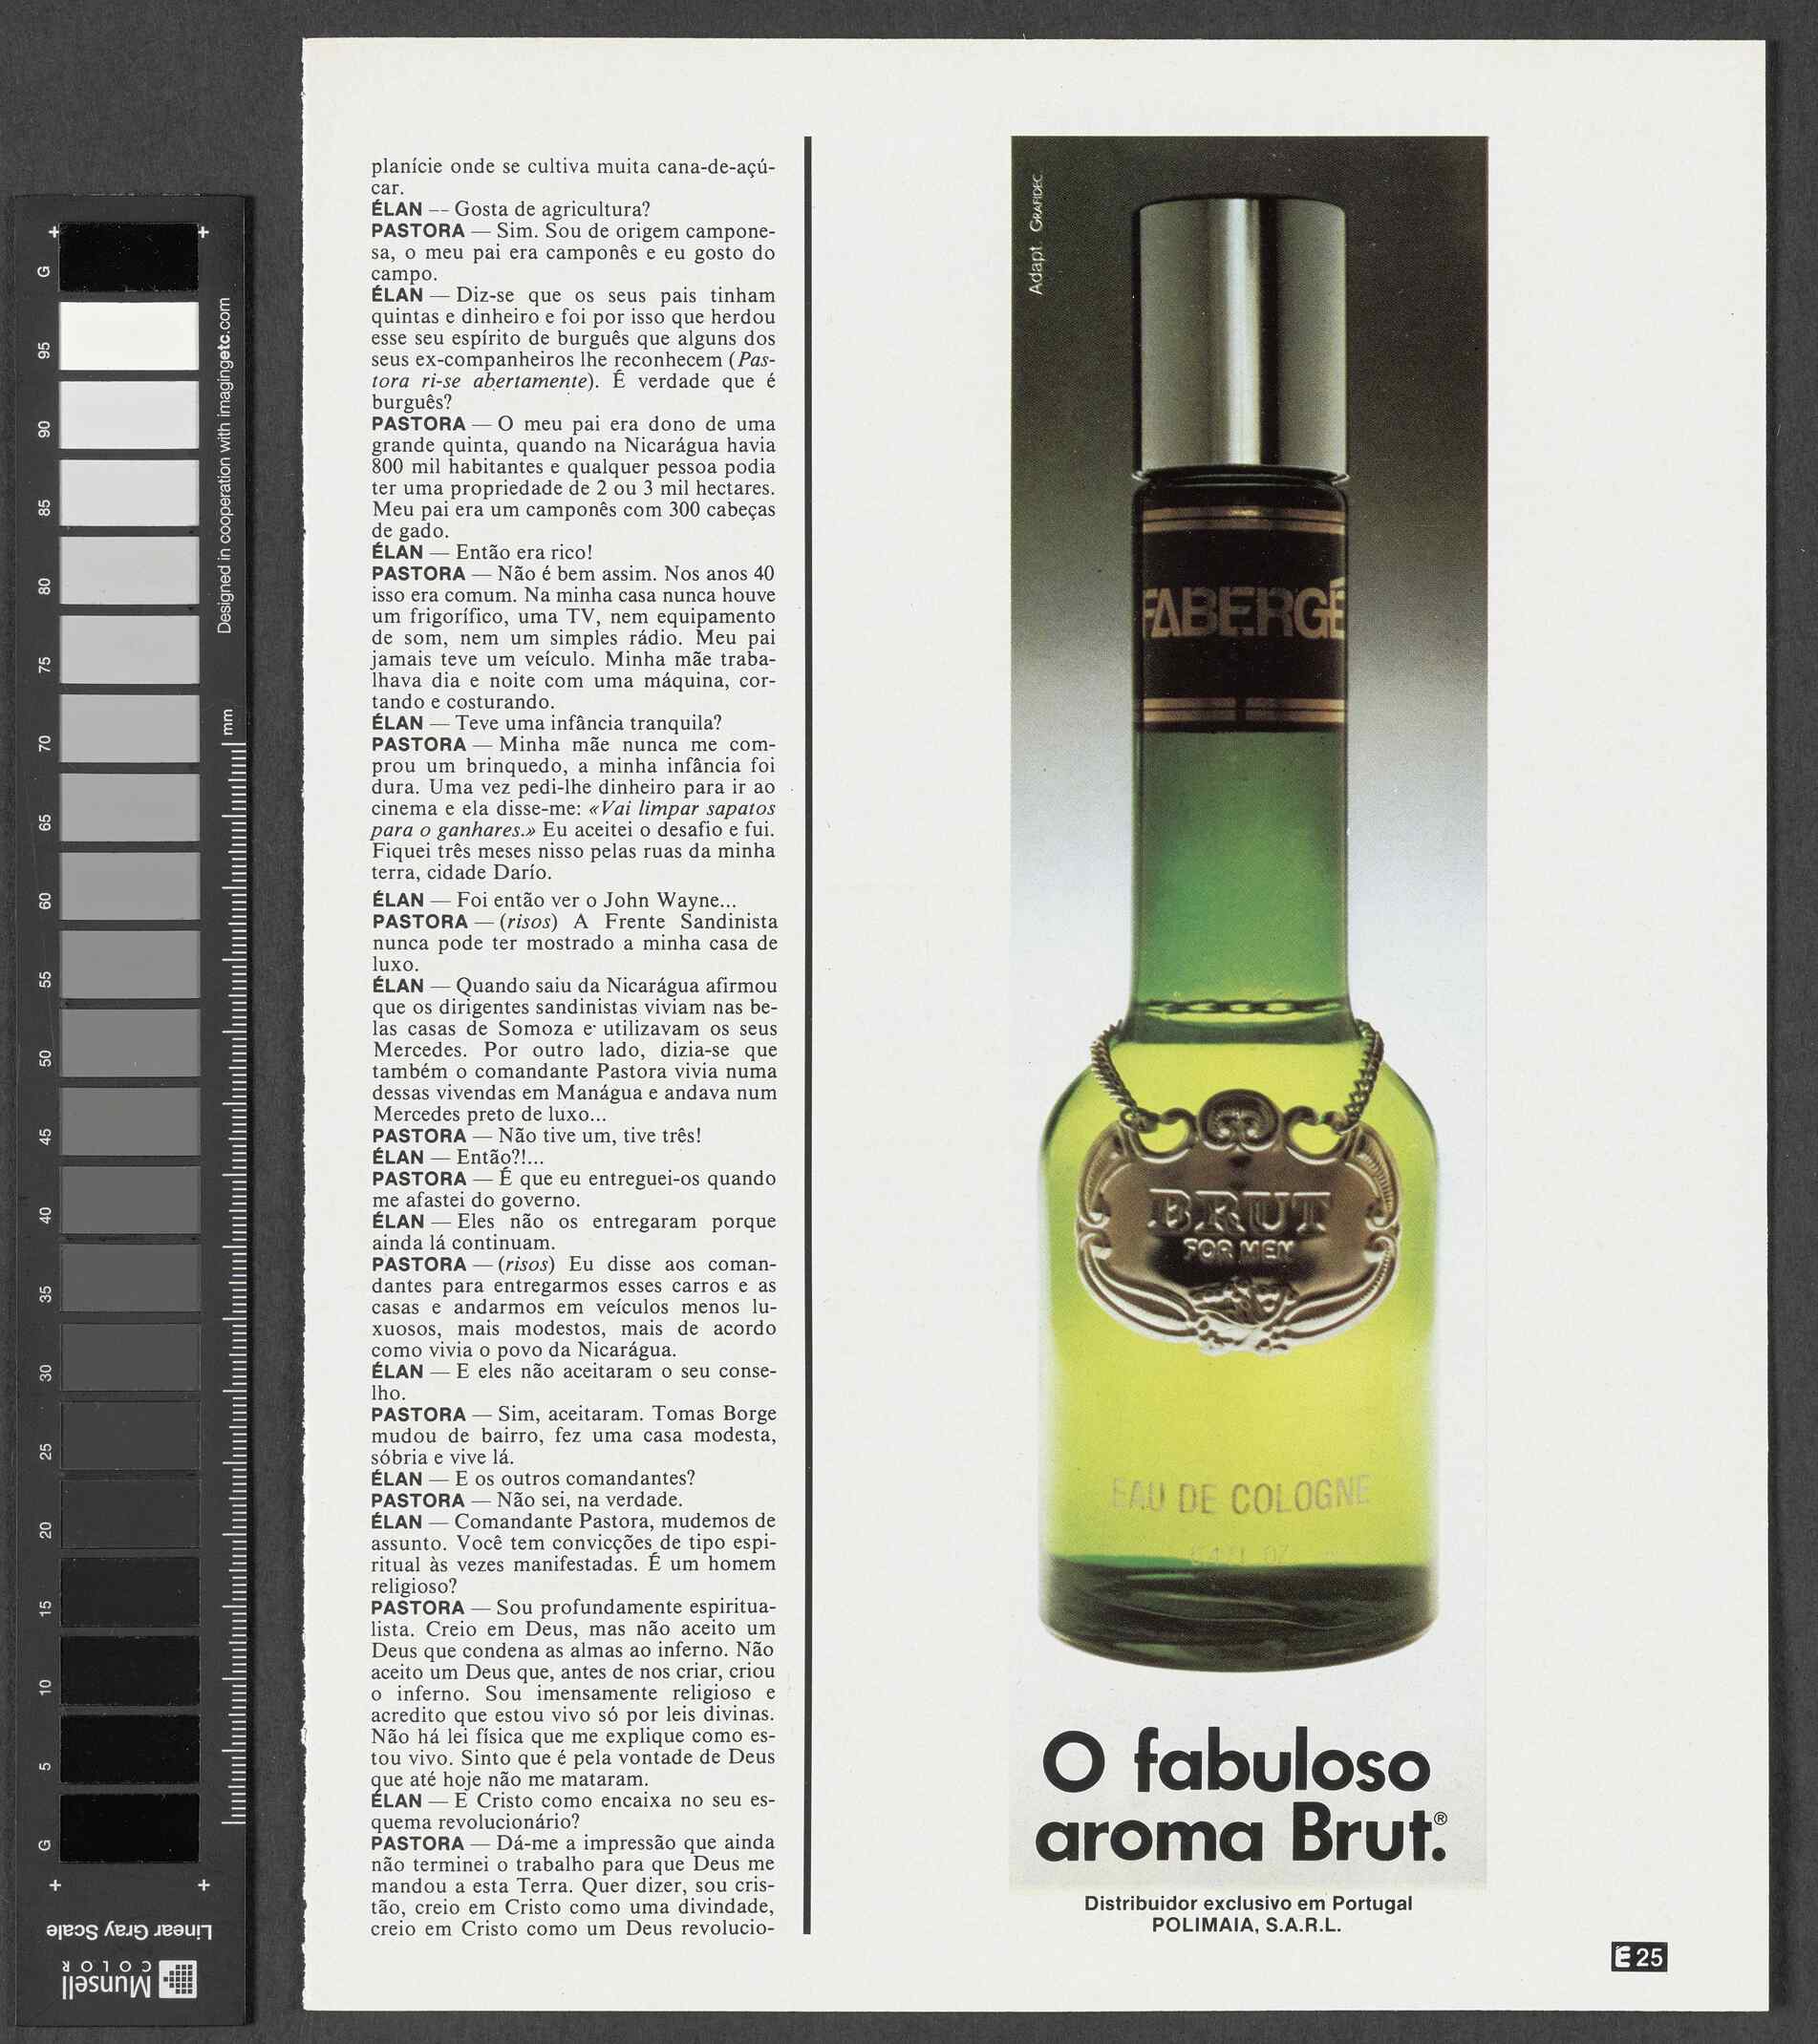 planície onde se cultiva muita cana-de-açú-
car.
ÉLAN -- Gosta de agricultura?
PASTORA — Sim. Sou de origem campone-
sa, o meu pai era camponês e eu gosto do
campo.
ÉLAN — Diz-se que os seus pais tinham
quintas e dinheiro e foi por isso que herdou
esse seu espírito de burguês que alguns dos
seus ex-companheiros lhe reconhecem (Pas-
tora ri-se abertamente). É verdade que é
burguês?
PASTORA — O meu pai era dono de uma
grande quinta, quando na Nicarágua havia
800 mil habitantes e qualquer pessoa podia
ter uma propriedade de 2 ou 3 mil hectares.
Meu pai era um camponês com 300 cabeças
de gado.
ÉLAN — Então era rico!
PASTORA — Não é bem assim. Nos anos 40
isso era comum. Na minha casa nunca houve
um frigorífico, uma TV, nem equipamento
de som, nem um simples rádio. Meu pai
jamais teve um veículo. Minha mãe traba-
lhava dia e noite com uma máquina, cor-
tando e costurando.
ÉLAN — Teve uma infância tranquila?
PASTORA — Minha mãe nunca me com-
prou um brinquedo, a minha infância foi
dura. Uma vez pedi-lhe dinheiro para ir ao
cinema e ela disse-me: «Vai limpar sapatos
para o ganhares.» Eu aceitei o desafio e fui.
Fiquei três meses nisso pelas ruas da minha
terra, cidade Darío.
ÉLAN — Foi então ver o John Wayne...
PASTORA — (risos) A Frente Sandinista
nunca pode ter mostrado a minha casa de
luxo.
ÉLAN — Quando saiu da Nicarágua afirmou
que os dirigentes sandinistas viviam nas be-
las casas de Somoza e utilizavam os seus
Mercedes. Por outro lado, dizia-se que
também o comandante Pastora vivia numa
dessas vivendas em Manágua e andava num
Mercedes preto de luxo...
PASTORA — Não tive um, tive três!
ÉLAN — Então?!...
PASTORA — É que eu entreguei-os quando
me afastei do governo.
ÉLAN — Eles não os entregaram porque
ainda lá continuam.
PASTORA — (risos) Eu disse aos coman-
dantes para entregarmos esses carros e as
casas e andarmos em veículos menos lu-
xuosos, mais modestos, mais de acordo
como vivia o povo da Nicarágua.
ÉLAN — E eles não aceitaram o seu conse-
lho.
PASTORA — Sim, aceitaram. Tomas Borge
mudou de bairro, fez uma casa modesta,
sóbria e vive lá.
ÉLAN — E os outros comandantes?
PASTORA — Não sei, na verdade.
ÉLAN — Comandante Pastora, mudemos de
assunto. Você tem convicções de tipo espi-
ritual às vezes manifestadas. É um homem
religioso?
PASTORA — Sou profundamente espiritua-
lista. Creio em Deus, mas não aceito um
Deus que condena as almas ao inferno. Não
aceito um Deus que, antes de nos criar, criou
o inferno. Sou imensamente religioso e
acredito que estou vivo só por leis divinas.
Não há lei física que me explique como es-
tou vivo. Sinto que é pela vontade de Deus
que até hoje não me mataram.
ÉLAN — E Cristo como encaixa no seu es-
quema revolucionário?
PASTORA — Dá-me a impressão que ainda
não terminei o trabalho para que Deus me
mandou a esta Terra. Quer dizer, sou cris-
tão, creio em Cristo como uma divindade,
creio em Cristo como um Deus revolucio-
Adapt. GRAFIDEC
FABERGÉ
BRUT
FOR MEN
EAU DE COLOGNE
O fabuloso
aroma Brut.®
Distribuidor exclusivo em Portugal
POLIMAIA, S.A.R.L.
É 25
G
95
90
85
80
75
70
65
60
55
50
45
40
35
30
25
20
15
10
5
G
Designed in cooperation with imagingetc.com
mm
Linear Gray Scale
Munsell
COLOR